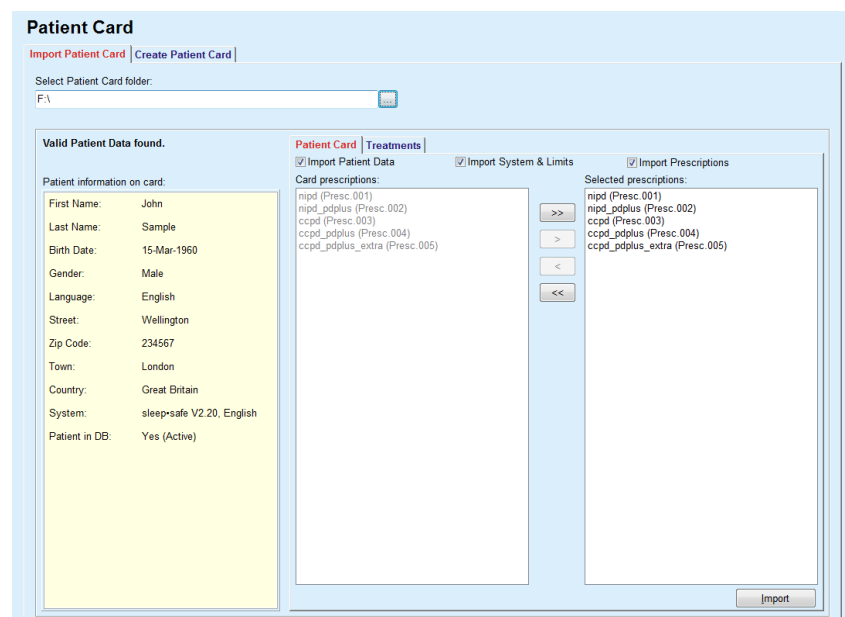 Patient Card
Import Patient Card Create Patient Card
Select Patient Card folder:
F:\
...
Valid Patient Data found.
Patient information on card:
First Name: John
Last Name: Sample
Birth Date: 15-Mar-1960
Gender: Male
Language: English
Street: Wellington
Zip Code: 234567
Town: London
Country: Great Britain
System: sleep•safe V2.20, English
Patient in DB: Yes (Active)
Patient Card Treatments
Import Patient Data Import System & Limits Import Prescriptions
Card prescriptions:
nipd (Presc.001)
nipd_pdplus (Presc.002)
ccpd (Presc.003)
ccpd_pdplus (Presc.004)
ccpd_pdplus_extra (Presc.005)
>>
>
<
<<
Selected prescriptions:
nipd (Presc.001)
nipd_pdplus (Presc.002)
ccpd (Presc.003)
ccpd_pdplus (Presc.004)
ccpd_pdplus_extra (Presc.005)
Import